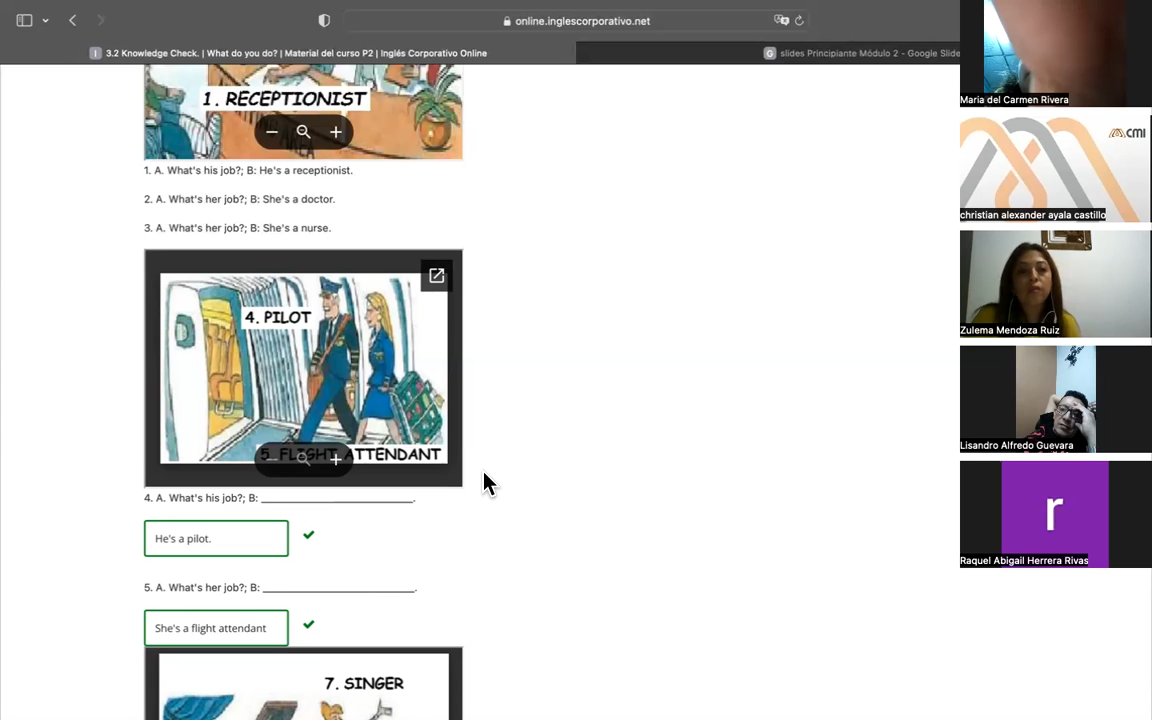 online.inglescorporativo.net
3.2 Knowledge Check. | What do you do? | Material del curso P2 | Inglés Corporativo Online
slides Principiante Módulo 2 - Google Slide
1. RECEPTIONIST
1. A. What's his job?; B: He's a receptionist.
2. A. What's her job?; B: She's a doctor.
3. A. What's her job?; B: She's a nurse.
4. PILOT
5. FLIGHT ATTENDANT
4. A. What's his job?; B: _________________________.
He's a pilot.
5. A. What's her job?; B: _________________________.
She's a flight attendant
7. SINGER
Maria del Carmen Rivera
CMI
christian alexander ayala castillo
Zulema Mendoza Ruiz
Lisandro Alfredo Guevara
r
Raquel Abigail Herrera Rivas